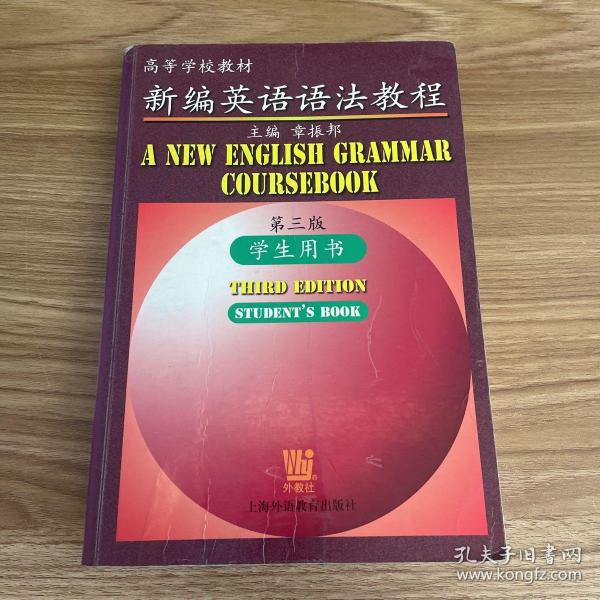 高等学校教材
新编英语语法教程
主编 章振邦
A NEW ENGLISH GRAMMAR
COURSEBOOK
第三版
学生用书
THIRD EDITION
STUDENT'S BOOK
Why
外教社
上海外语教育出版社
孔夫子旧书网
www.kongfz.com